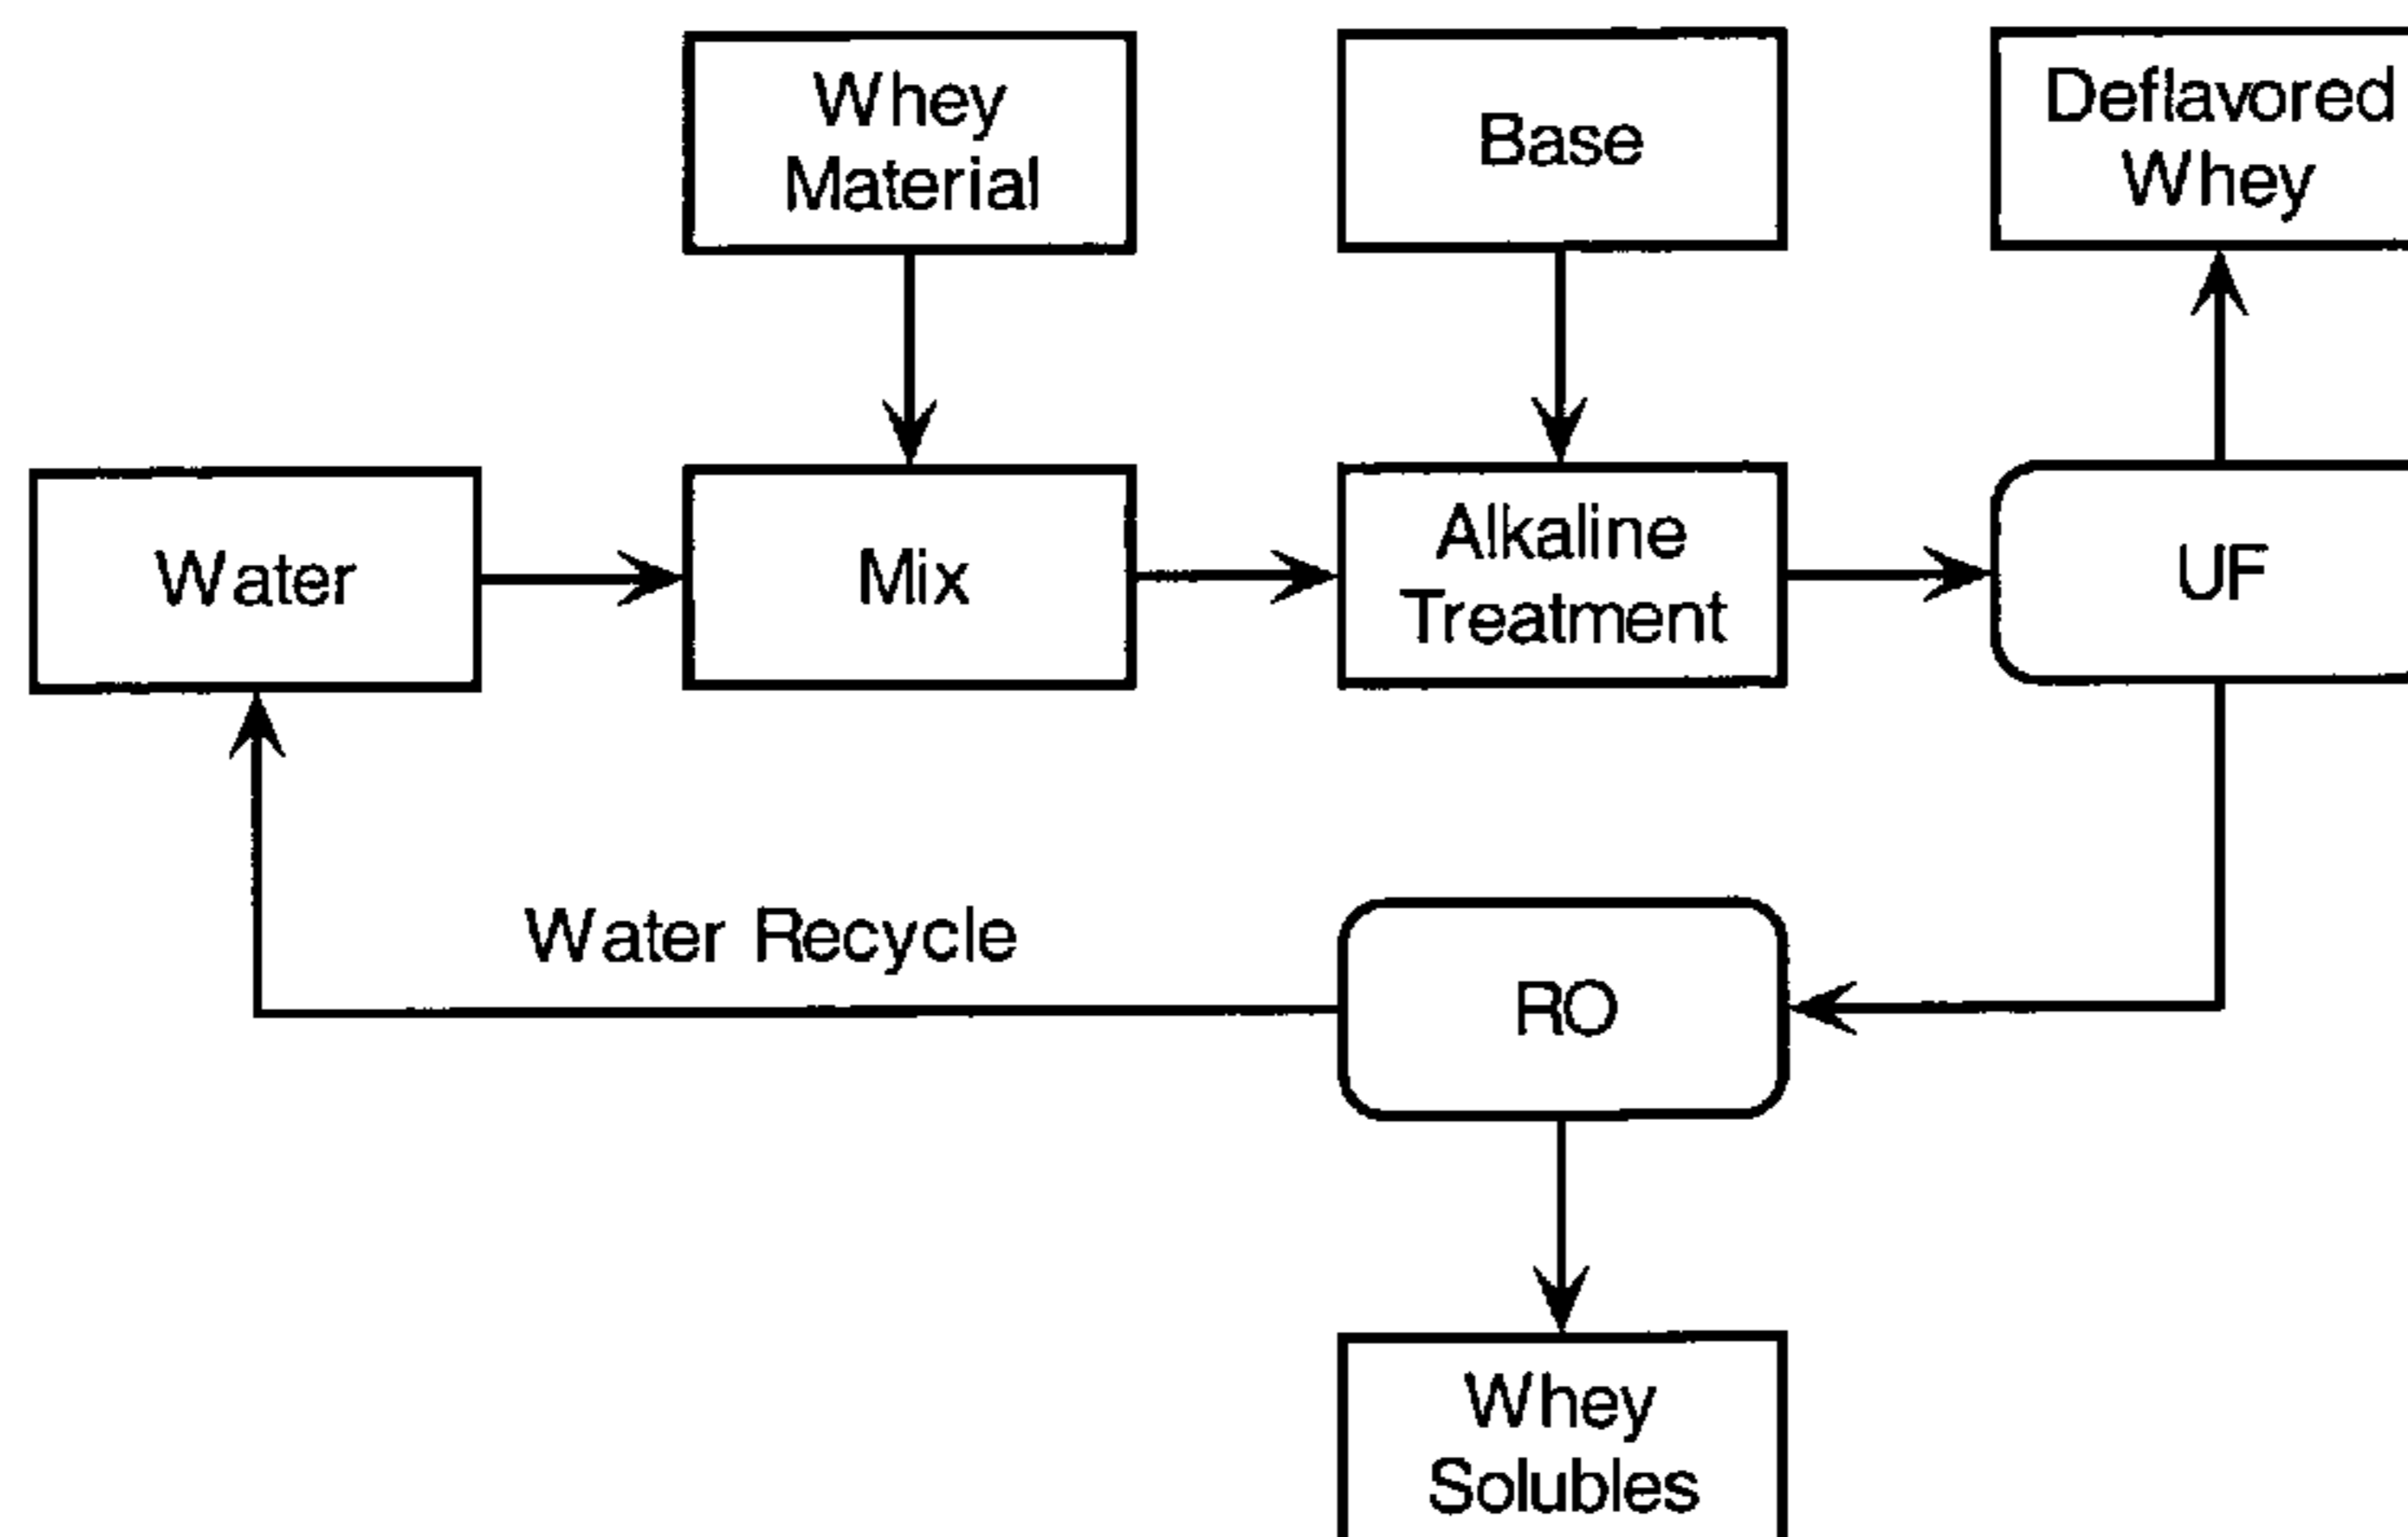 Whey
Material
Base
Deflavored
Whey
Water
Mix
Alkaline
Treatment
UF
Water Recycle
RO
Whey
Solubles